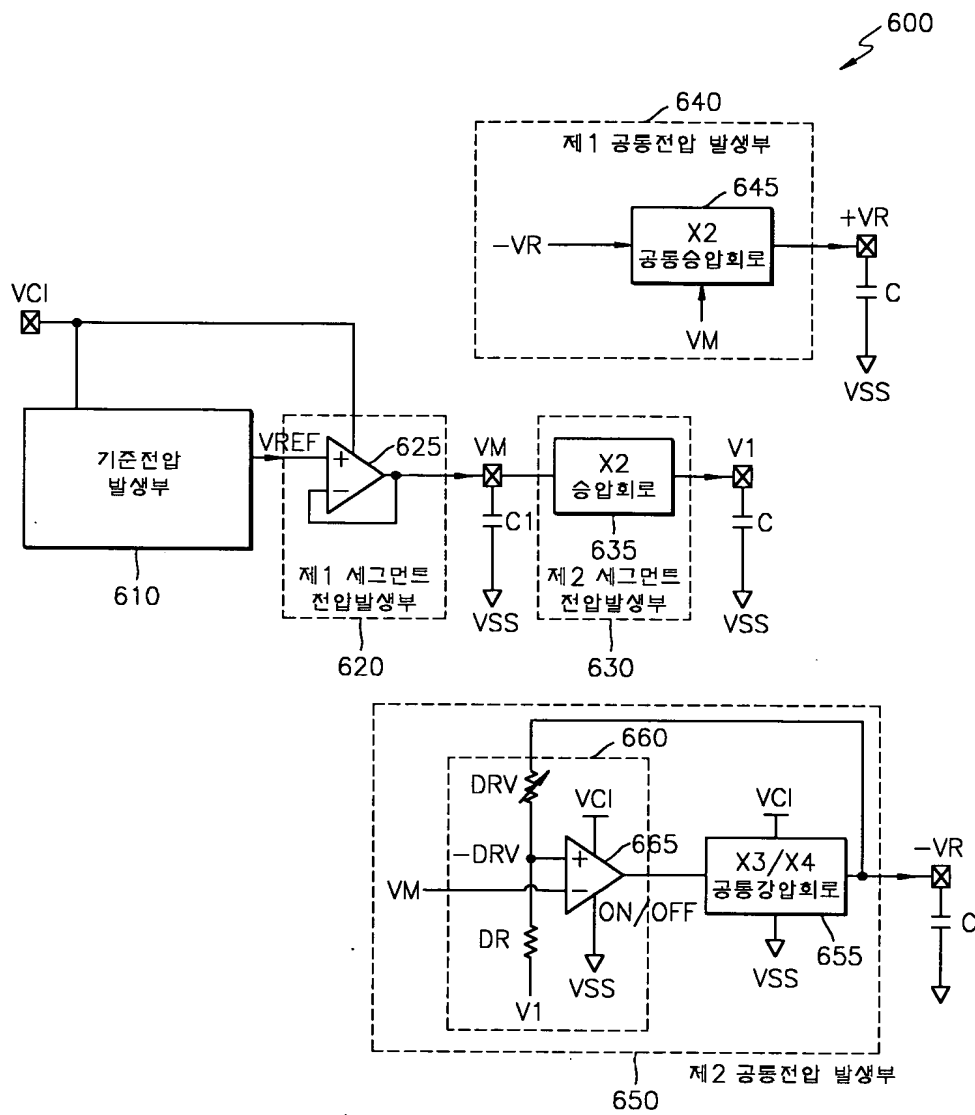 600
640
제1 공통전압 발생부
645
X2
공통승압회로
-VR
+VR
C
VM
VSS
VCI
기준전압
발생부
610
VREF
+
-
625
제1 세그먼트
전압발생부
620
VM
C1
VSS
X2
승압회로
635
제2 세그먼트
전압발생부
630
V1
C
VSS
660
DRV
VCI
665
-DRV
+
VM
-
ON/OFF
DR
VSS
V1
VCI
X3/X4
공통강압회로
655
VSS
-VR
C
650
제2 공통전압 발생부